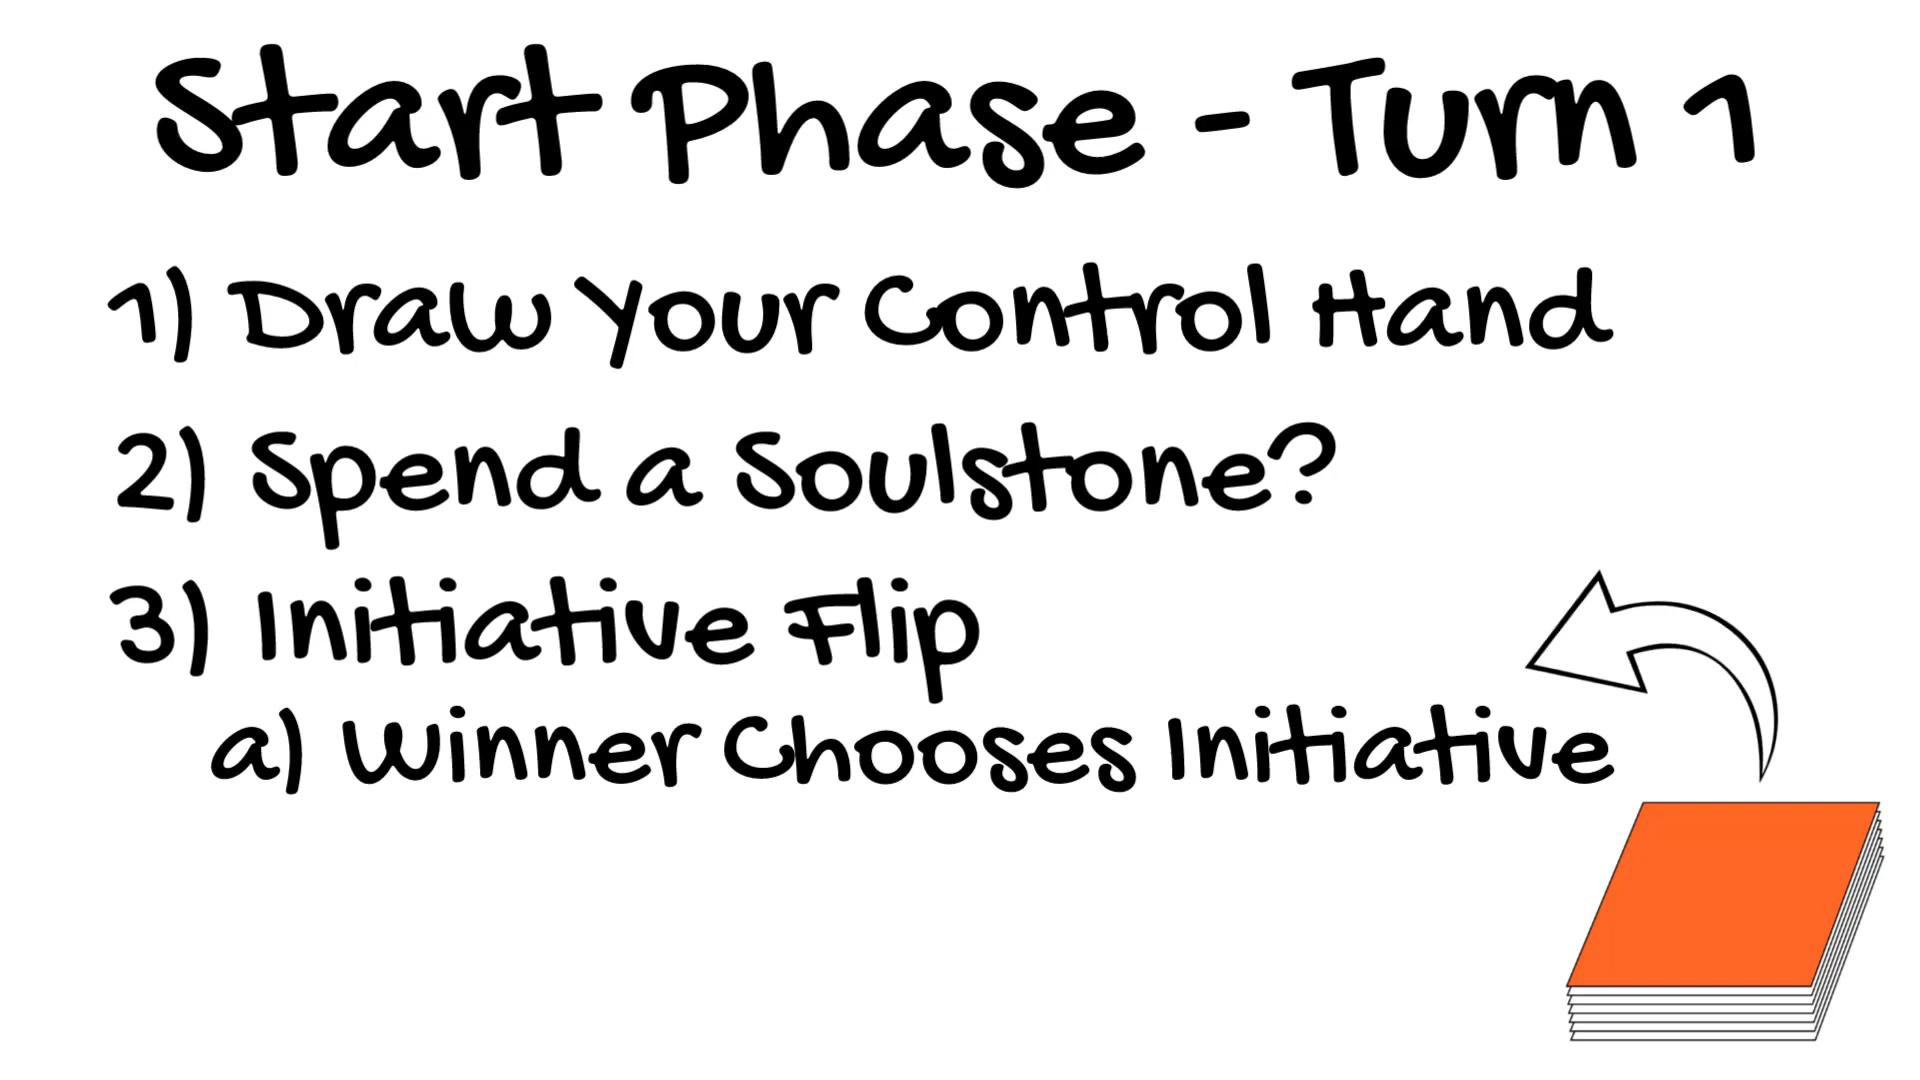 Start Phase - Turn 1
1) Draw Your Control Hand
2) Spend a Soulstone?
3) Initiative Flip
a) Winner Chooses Initiative